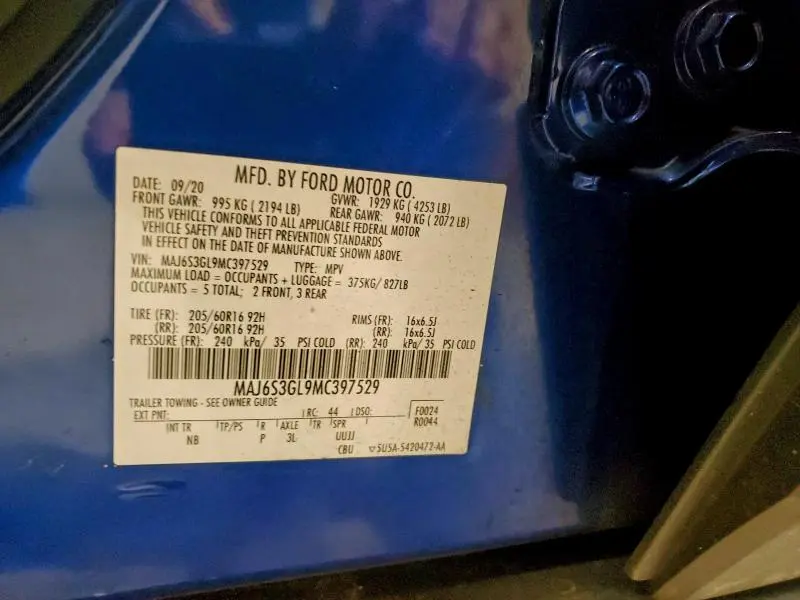 MFD. BY FORD MOTOR CO.
DATE: 09/20 GVWR: 1929 KG ( 4253 LB)
FRONT GAWR: 995 KG ( 2194 LB) REAR GAWR: 940 KG ( 2072 LB)
THIS VEHICLE CONFORMS TO ALL APPLICABLE FEDERAL MOTOR
VEHICLE SAFETY AND THEFT PREVENTION STANDARDS
IN EFFECT ON THE DATE OF MANUFACTURE SHOWN ABOVE.
VIN: MAJ6S3GL9MC397529 TYPE: MPV
MAXIMUM LOAD = OCCUPANTS + LUGGAGE = 375KG/ 827LB
OCCUPANTS = 5 TOTAL; 2 FRONT, 3 REAR
TIRE (FR): 205/60R16 92H RIMS (FR): 16x6.5J
(RR): 205/60R16 92H (RR): 16x6.5J
PRESSURE (FR): 240 kPa/ 35 PSI COLD (RR): 240 kPa/ 35 PSI COLD
MAJ6S3GL9MC397529
TRAILER TOWING - SEE OWNER GUIDE
EXT PNT: RC: 44 DSO: F0024
R0044
INT TR TP/PS R AXLE TR SPR
NB P 3L UUJJ
CBU 5U5A-5420472-AA